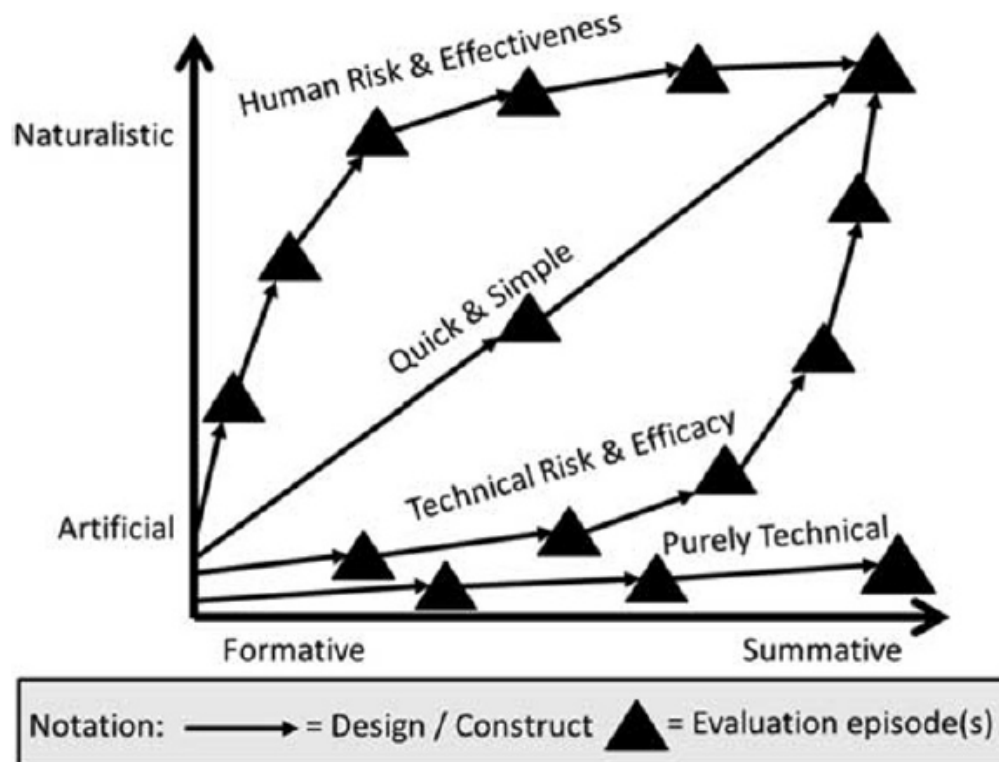 Human Risk & Effectiveness
Naturalistic
Quick & Simple
Technical Risk & Efficacy
Artificial
Purely Technical
Formative
Summative
Notation: = Design / Construct = Evaluation episode(s)